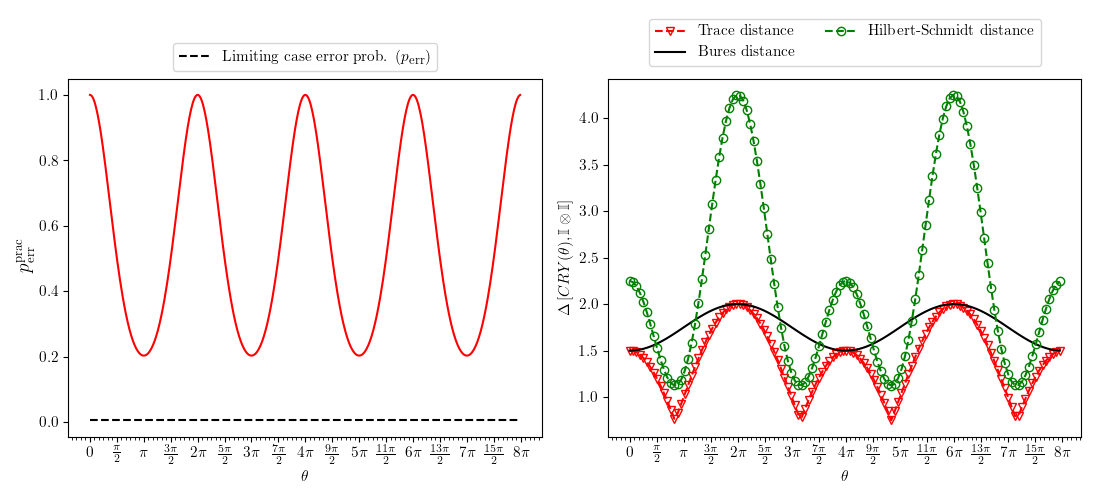 Limiting case error prob. (p_err)
1.0
0.8
0.6
0.4
0.2
0.0
p_err^prac
0 π/2 π 3π/2 2π 5π/2 3π 7π/2 4π 9π/2 5π 11π/2 6π 13π/2 7π 15π/2 8π
θ
Trace distance Hilbert-Schmidt distance
Bures distance
4.0
3.5
3.0
2.5
2.0
1.5
1.0
Δ [CRY(θ), 𝕀 ⊗ 𝕀]
0 π/2 π 3π/2 2π 5π/2 3π 7π/2 4π 9π/2 5π 11π/2 6π 13π/2 7π 15π/2 8π
θ